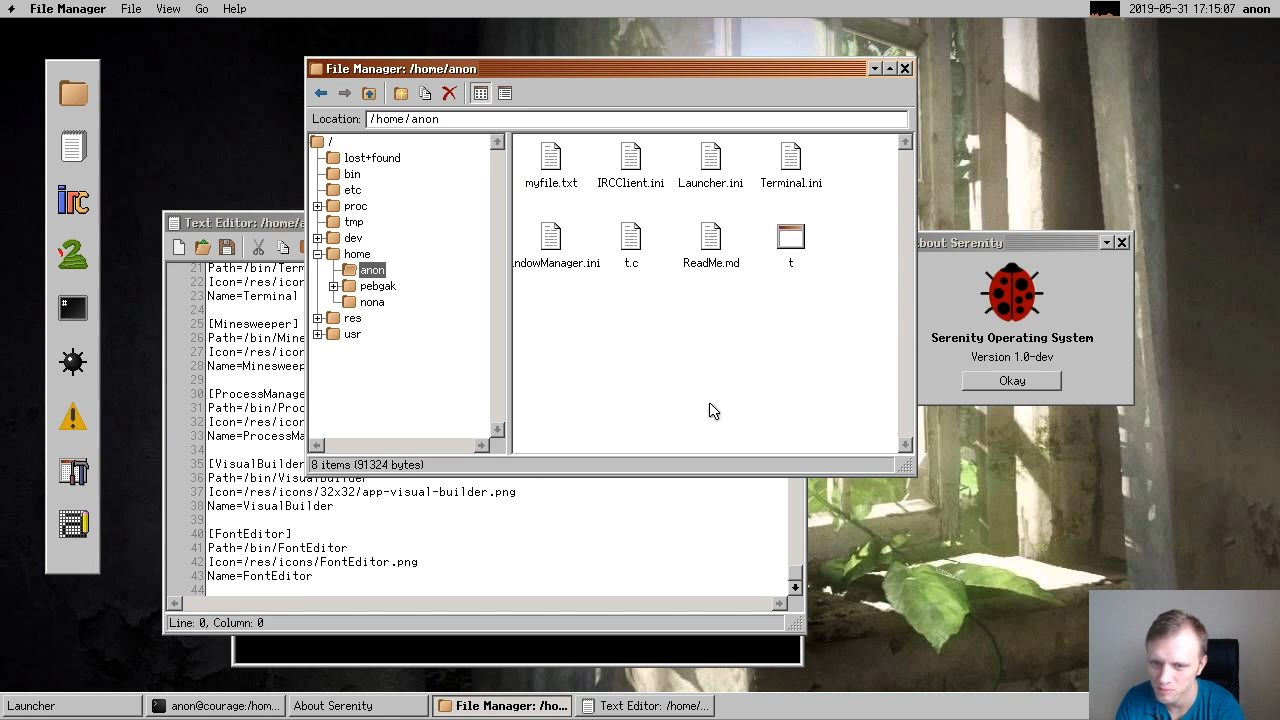 File Manager File View Go Help 2019-05-31 17:15:07 anon
File Manager: /home/anon
Location: /home/anon
/
lost+found
bin
etc
proc
tmp
dev
home
anon
pebgak
nona
res
usr
myfile.txt IRCClient.ini Launcher.ini Terminal.ini
ndowManager.ini t.c ReadMe.md t
8 items (91324 bytes)
Text Editor: /home/a
21 Path=/bin/Term
22 Icon=/res/icon
23 Name=Terminal
24
25 [Minesweeper]
26 Path=/bin/Mine
27 Icon=/res/icon
28 Name=Minesweep
29
30 [ProcessManage
31 Path=/bin/Proc
32 Icon=/res/icon
33 Name=ProcessMa
34
35 [VisualBuilder
36 Path=/bin/VisualBuilder
37 Icon=/res/icons/32x32/app-visual-builder.png
38 Name=VisualBuilder
39
40 [FontEditor]
41 Path=/bin/FontEditor
42 Icon=/res/icons/FontEditor.png
43 Name=FontEditor
44
Line: 0, Column: 0
bout Serenity
Serenity Operating System
Version 1.0-dev
Okay
irc
Launcher anon@courage:/hom... About Serenity File Manager: /ho... Text Editor: /home/...